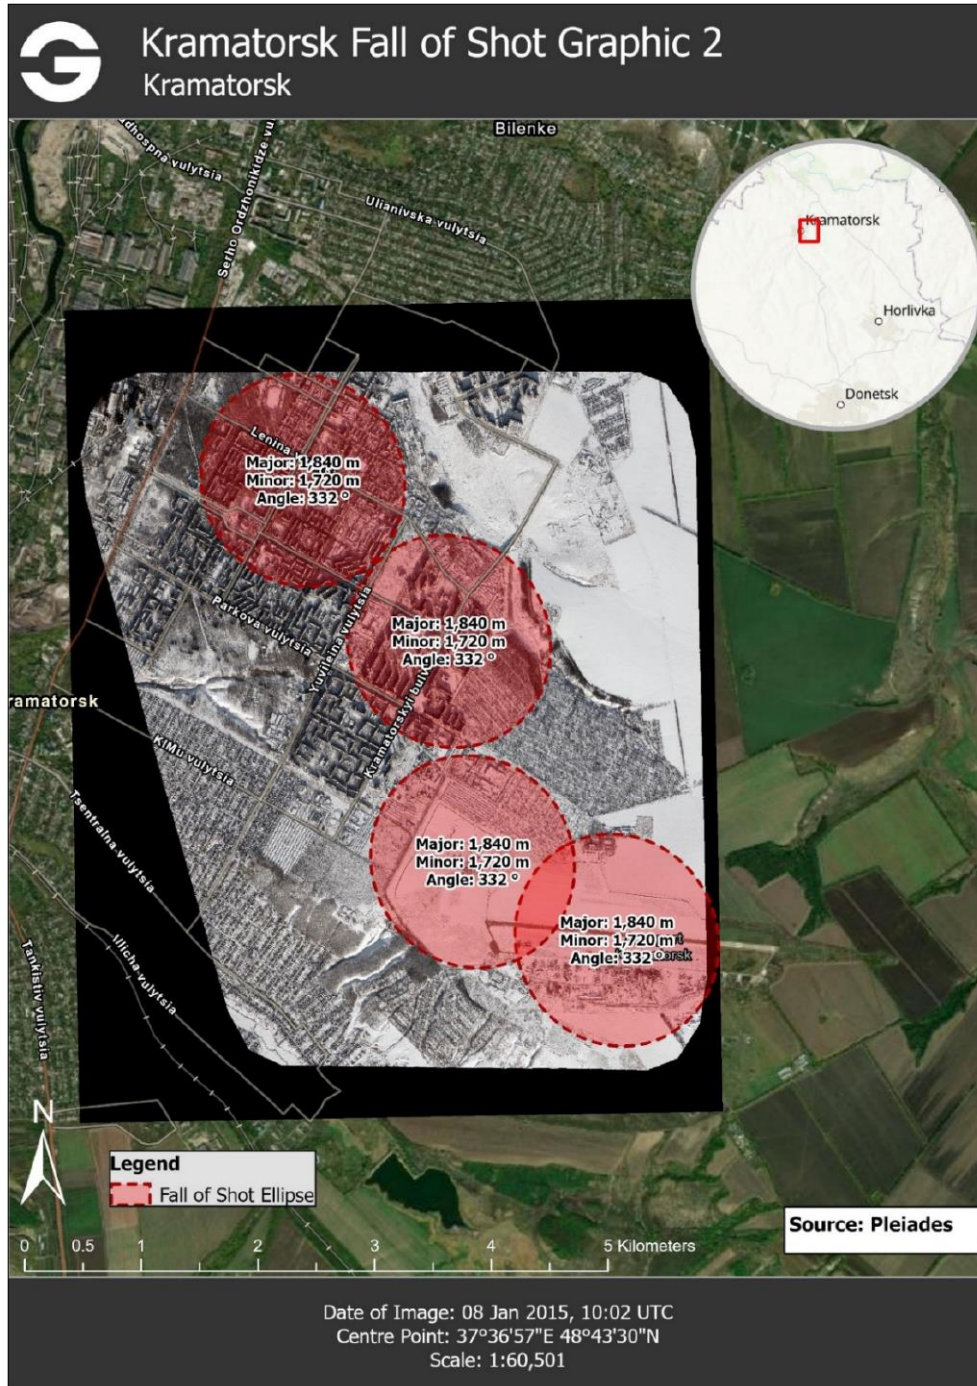 Kramatorsk Fall of Shot Graphic 2
Kramatorsk
Bilenke
adhospna vulytsia
Serho Ordzhonikidze vu
Ulianivska vulytsia
Kramatorsk
Horlivka
Donetsk
Lenina
Major: 1,840 m
Minor: 1,720 m
Angle: 332 °
Parkova vulytsia
Yuvileina vulytsia
Major: 1,840 m
Minor: 1,720 m
Angle: 332 °
Kramatorskyi bulv
ramatorsk
KIMu vulytsia
Tsentralna vulytsia
Major: 1,840 m
Minor: 1,720 m
Angle: 332 °
Major: 1,840 m
Minor: 1,720 m
Angle: 332 °
orsk
Illicha vulytsia
Tankistiv vulytsia
N
Legend
Fall of Shot Ellipse
Source: Pleiades
0 0.5 1 2 3 4 5 Kilometers
Date of Image: 08 Jan 2015, 10:02 UTC
Centre Point: 37°36'57"E 48°43'30"N
Scale: 1:60,501